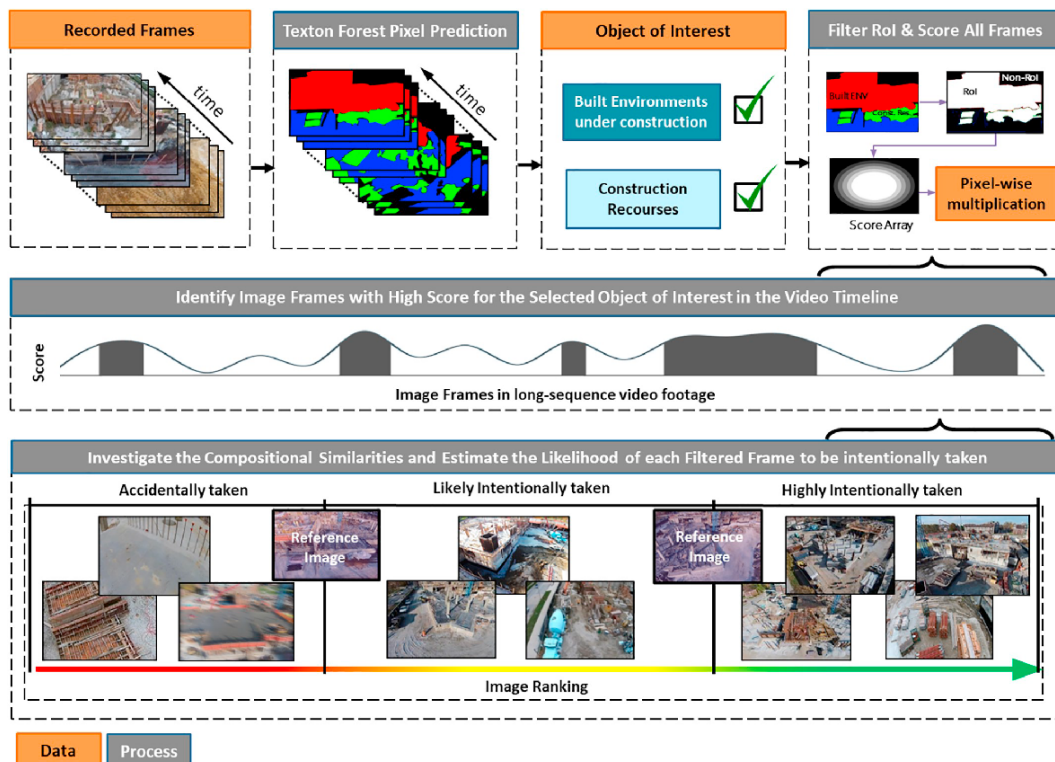 Recorded Frames
Texton Forest Pixel Prediction
Object of Interest
Filter RoI & Score All Frames
time
time
Built Environments
under construction
Construction
Recourses
Built ENV
Const. Res.
RoI
Non-RoI
Score Array
Pixel-wise
multiplication
Identify Image Frames with High Score for the Selected Object of Interest in the Video Timeline
Score
Image Frames in long-sequence video footage
Investigate the Compositional Similarities and Estimate the Likelihood of each Filtered Frame to be intentionally taken
Accidentally taken
Likely Intentionally taken
Highly Intentionally taken
Reference
Image
Reference
Image
Image Ranking
Data
Process